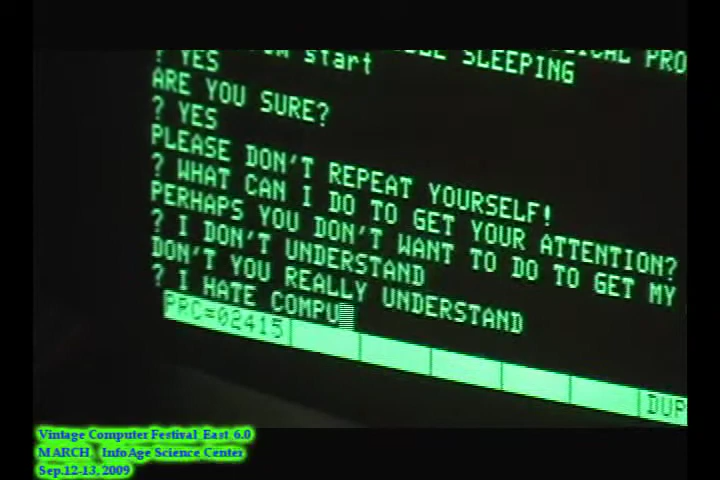 start SLEEPING PRO
? YES
ARE YOU SURE?
? YES
PLEASE DON'T REPEAT YOURSELF!
? WHAT CAN I DO TO GET YOUR ATTENTION?
PERHAPS YOU DON'T WANT TO DO TO GET MY
? I DON'T UNDERSTAND
DON'T YOU REALLY UNDERSTAND
? I HATE COMPU
PRC=02415
DUP
Vintage Computer Festival East 6.0
MARCH InfoAge Science Center
Sep.12-13, 2009